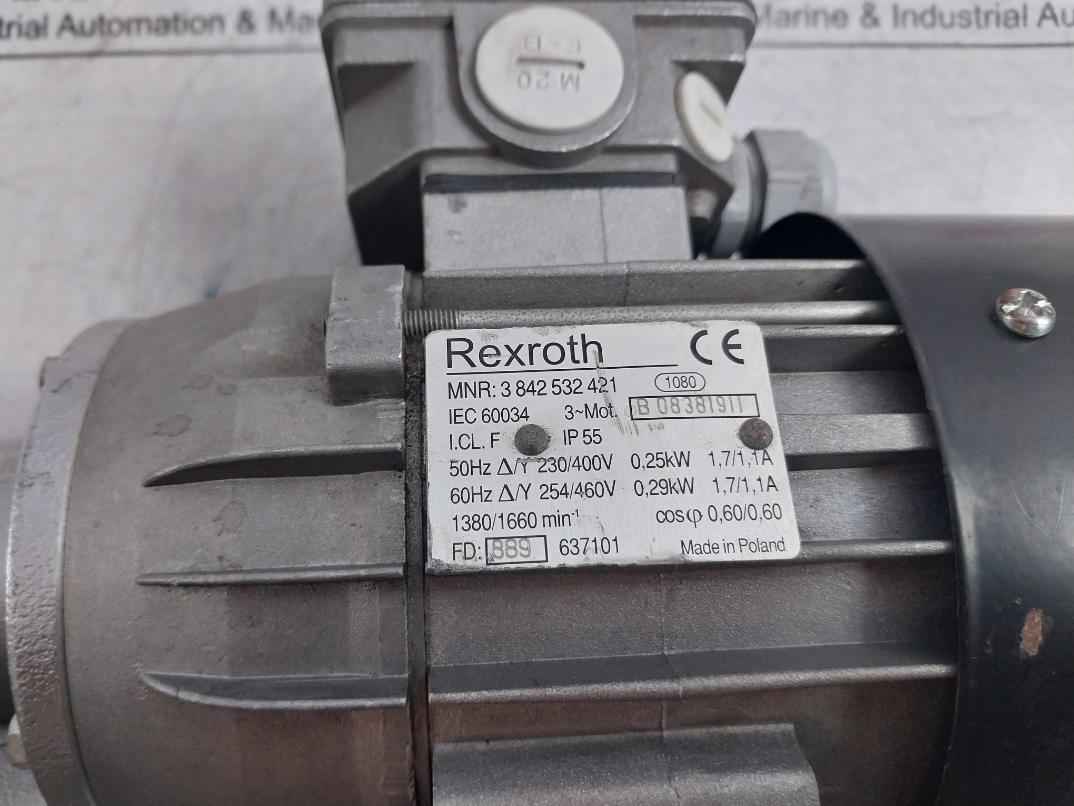 trial Automation & Ma
Marine & Industrial Au
M20
Rexroth CE
MNR: 3 842 532 421 1080
IEC 60034 3~Mot. B 08381911
I.CL. F IP 55
50Hz Δ/Y 230/400V 0,25kW 1,7/1,1A
60Hz Δ/Y 254/460V 0,29kW 1,7/1,1A
1380/1660 min⁻¹ cosφ 0,60/0,60
FD: 889 637101 Made in Poland